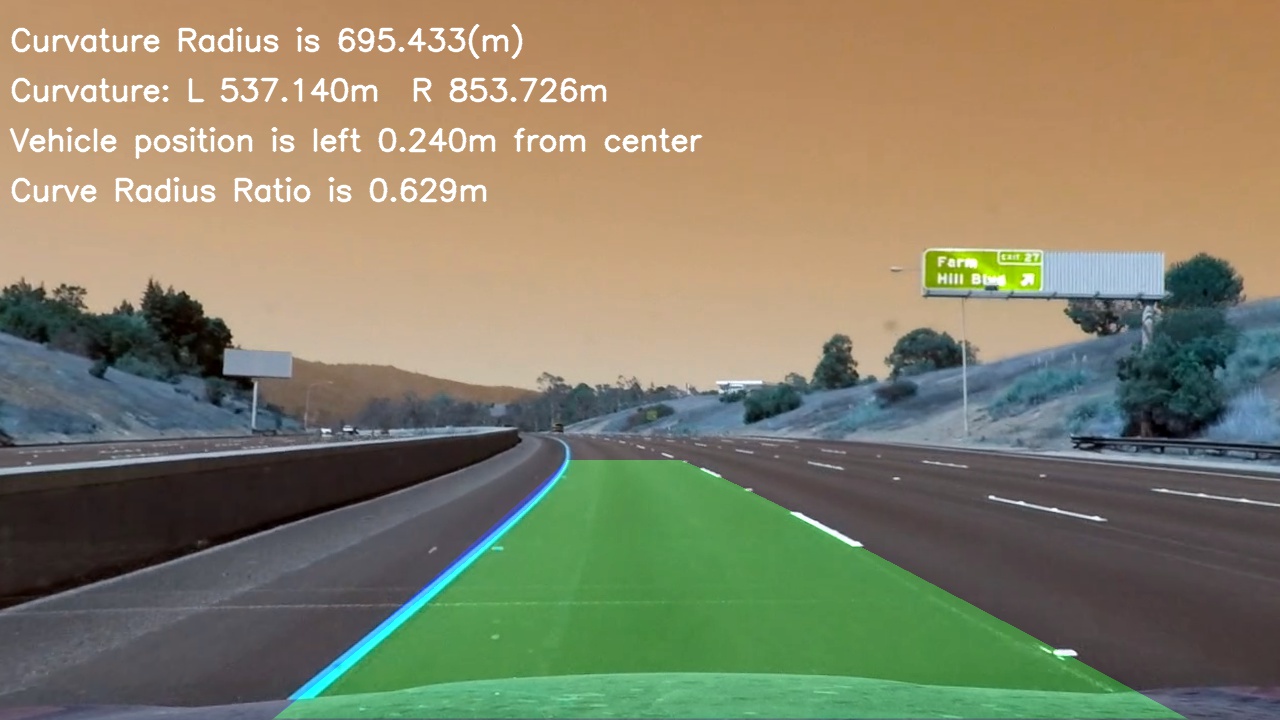 Curvature Radius is 695.433(m)
Curvature: L 537.140m R 853.726m
Vehicle position is left 0.240m from center
Curve Radius Ratio is 0.629m
EXIT 27
Farm
Hill Blvd